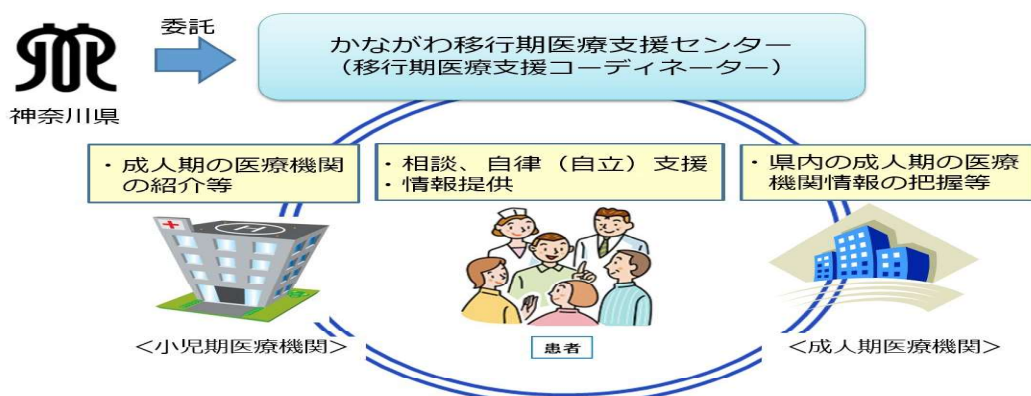 委託
かながわ移行期医療支援センター
(移行期医療支援コーディネーター)
神奈川県
・成人期の医療機関
の紹介等
・相談、自律(自立)支援
・情報提供
・県内の成人期の医療
機関情報の把握等
H
<小児期医療機関>
患者
<成人期医療機関>